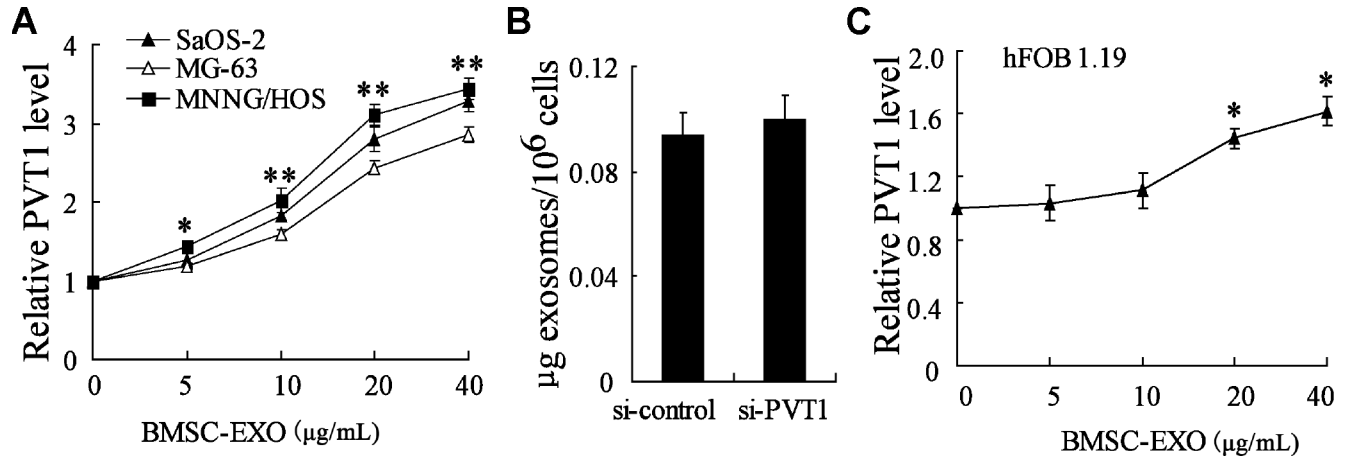 A
SaOS-2
MG-63
MNNG/HOS
4
3
2
1
0
Relative PVT1 level
*
**
**
**
0 5 10 20 40
BMSC-EXO (μg/mL)
B
0.12
0.08
0.04
0
μg exosomes/10^6 cells
si-control si-PVT1
C
hFOB 1.19
2.0
1.6
1.2
0.8
0.4
0
Relative PVT1 level
*
*
0 5 10 20 40
BMSC-EXO (μg/mL)